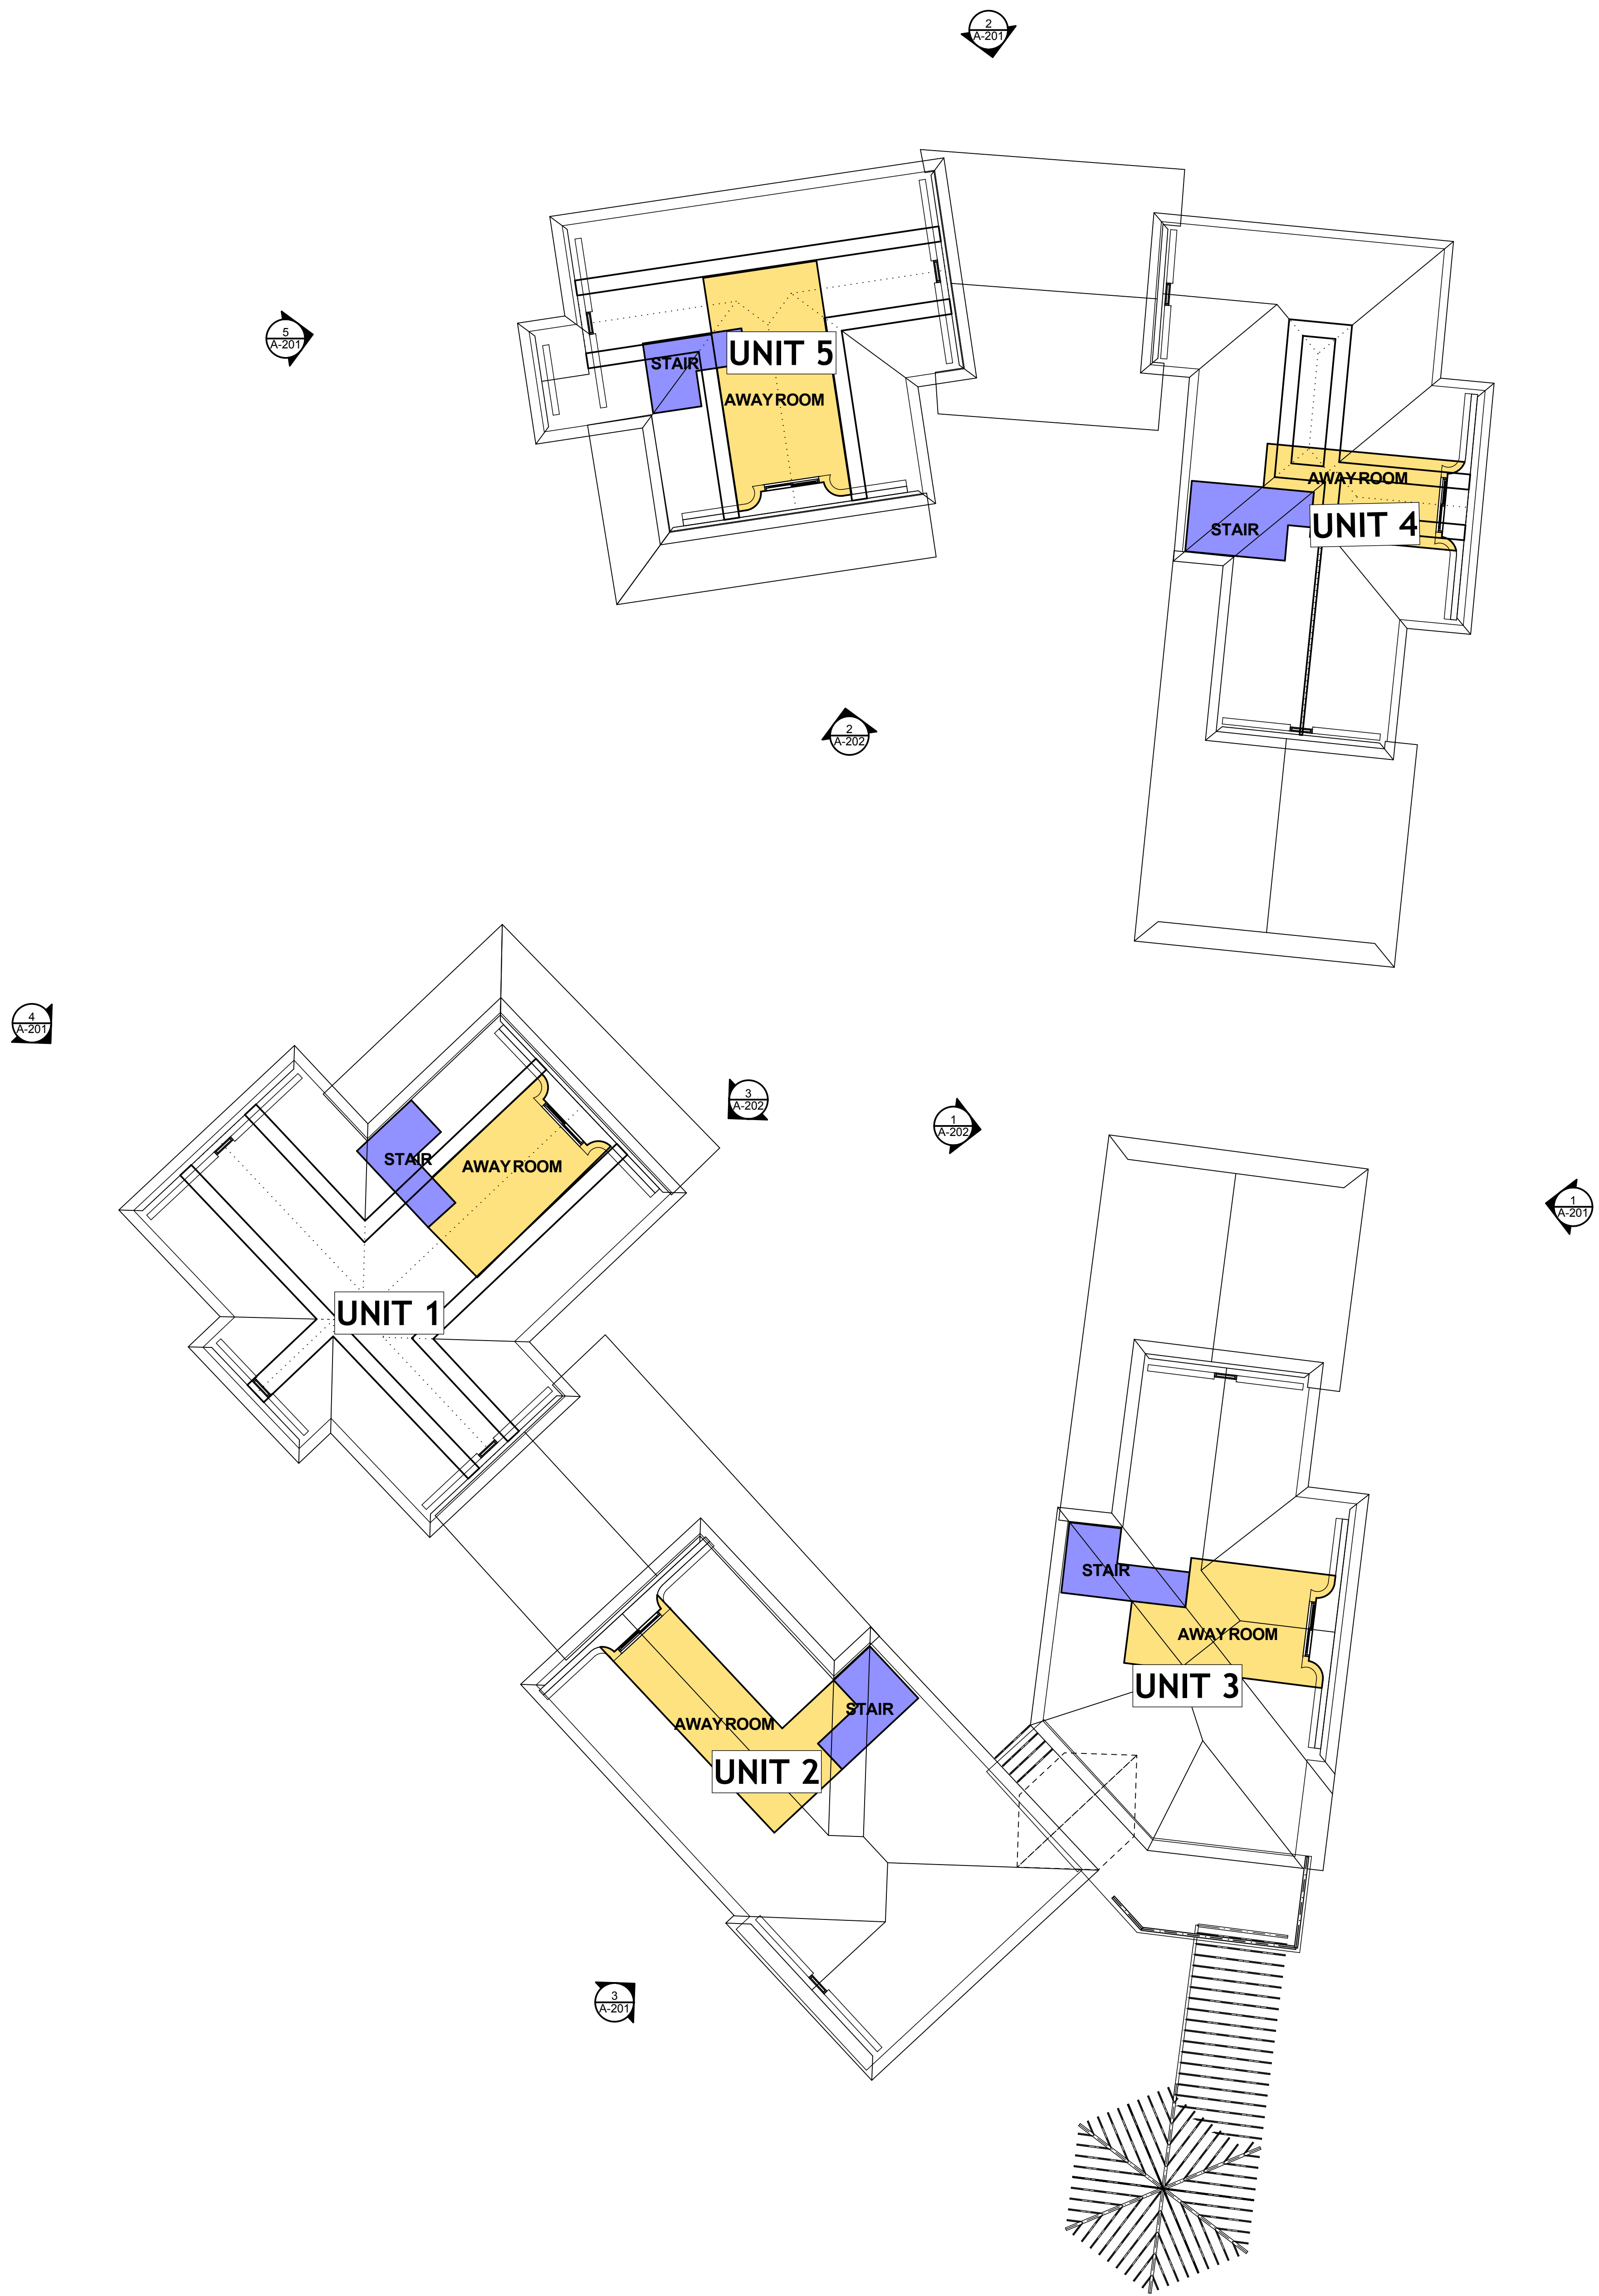 2
A-201
5
A-201
STAIR
UNIT 5
AWAY ROOM
AWAY ROOM
STAIR
UNIT 4
2
A-202
4
A-201
3
A-202
1
A-202
STAIR
AWAY ROOM
1
A-201
UNIT 1
STAIR
AWAY ROOM
UNIT 3
STAIR
AWAY ROOM
UNIT 2
3
A-201